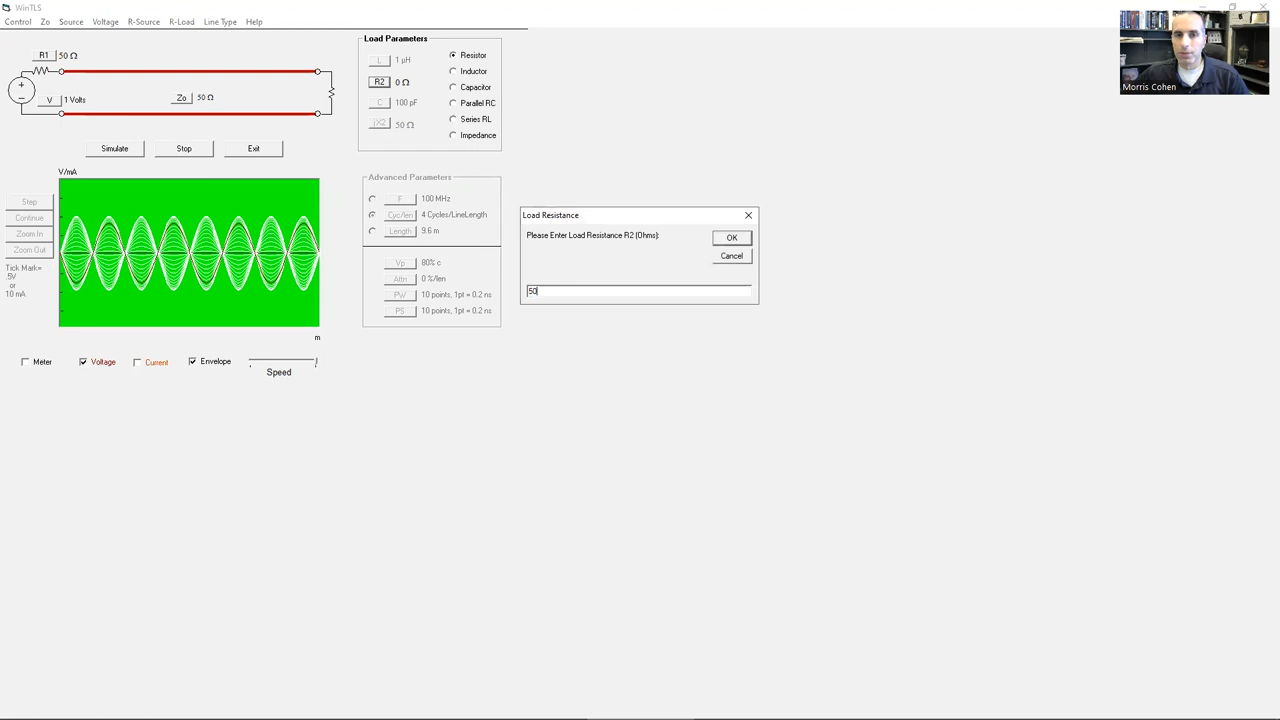 WinTLS
Control Zo Source Voltage R-Source R-Load Line Type Help
R1 50 Ω
V 1 Volts
Zo 50 Ω
Simulate Stop Exit
V/mA
Step
Continue
Zoom In
Zoom Out
Tick Mark=
.5V
or
10 mA
m
Meter Voltage Current Envelope
Speed
Load Parameters
L 1 µH
R2 0 Ω
C 100 pF
jX2 50 Ω
Resistor
Inductor
Capacitor
Parallel RC
Series RL
Impedance
Advanced Parameters
F 100 MHz
Cyc/len 4 Cycles/LineLength
Length 9.6 m
Vp 80% c
Attn 0 %/len
PW 10 points, 1pt = 0.2 ns
PS 10 points, 1pt = 0.2 ns
Load Resistance
Please Enter Load Resistance R2 (Ohms):
OK
Cancel
50
Morris Cohen